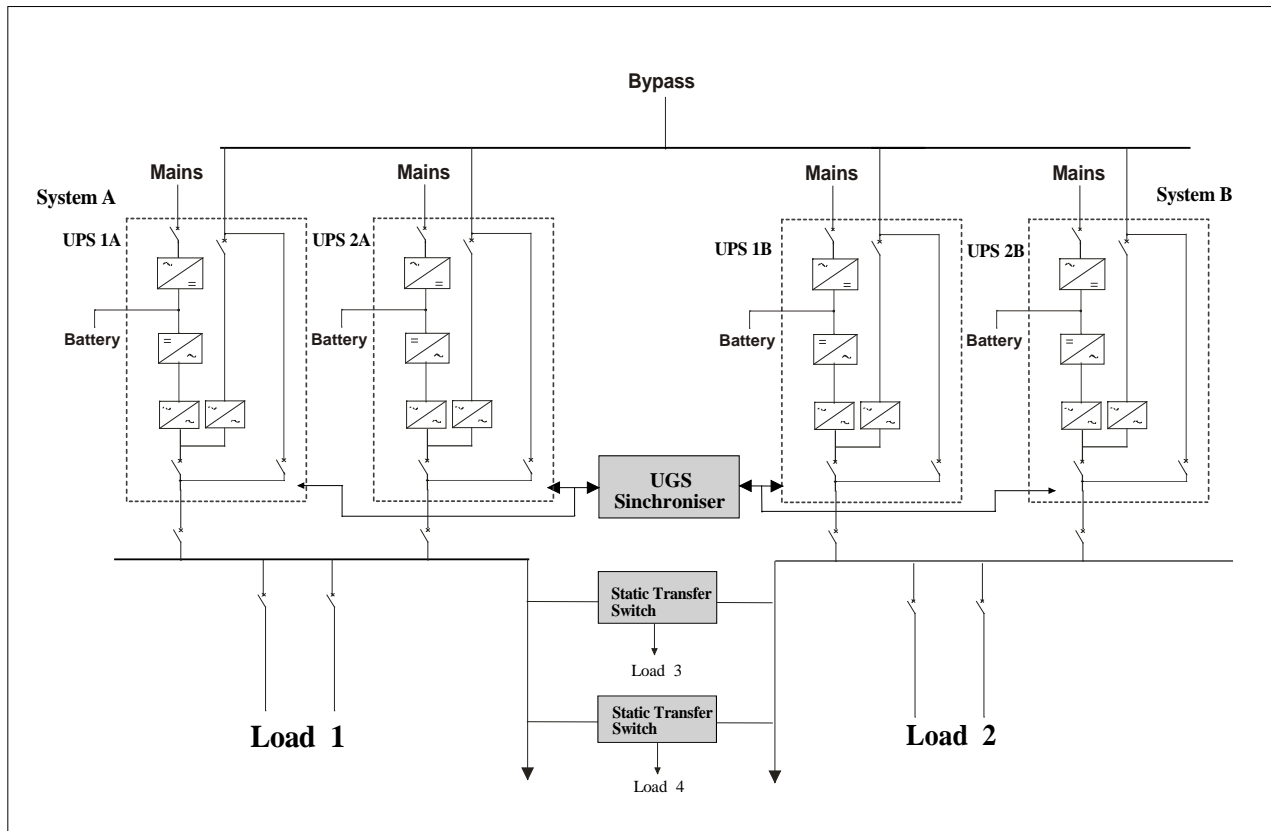 Bypass
Mains
Mains
Mains
Mains
System A
System B
UPS 1A
UPS 2A
UPS 1B
UPS 2B
Battery
Battery
Battery
Battery
UGS
Sinchroniser
Static Transfer
Switch
Load 3
Static Transfer
Switch
Load 1
Load 2
Load 4